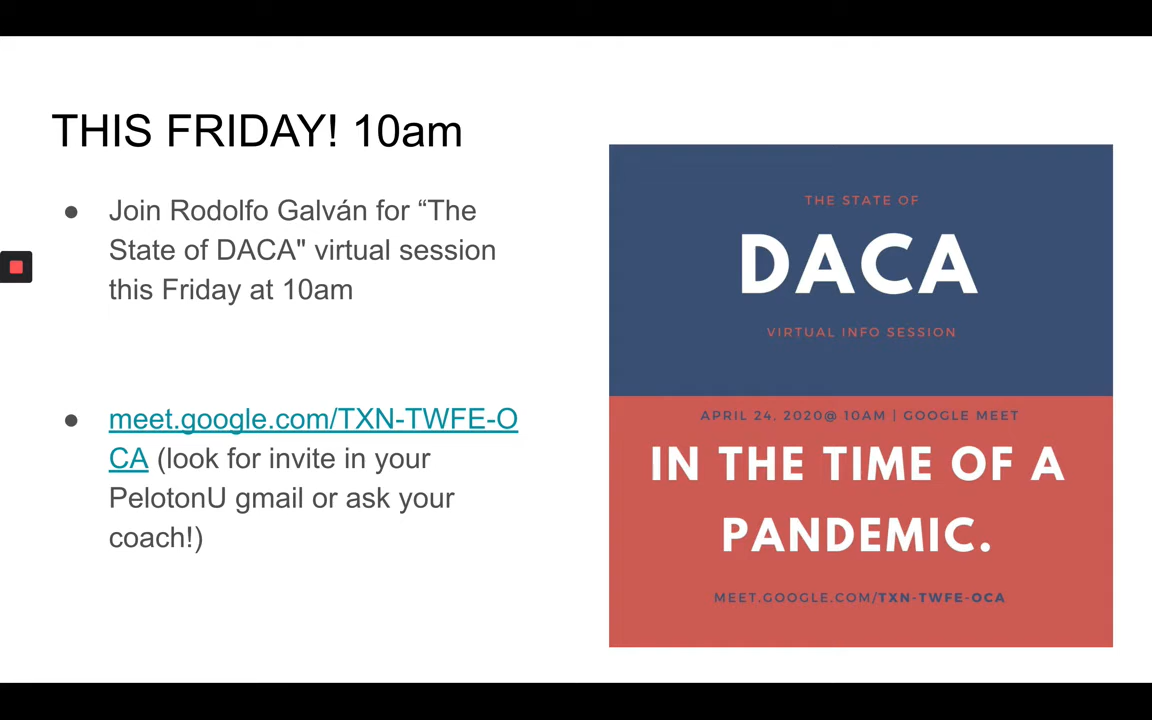 THIS FRIDAY! 10am
● Join Rodolfo Galván for “The
State of DACA" virtual session
this Friday at 10am
● meet.google.com/TXN-TWFE-O
CA (look for invite in your
PelotonU gmail or ask your
coach!)
THE STATE OF
DACA
VIRTUAL INFO SESSION
APRIL 24, 2020@ 10AM | GOOGLE MEET
IN THE TIME OF A
PANDEMIC.
MEET.GOOGLE.COM/TXN-TWFE-OCA